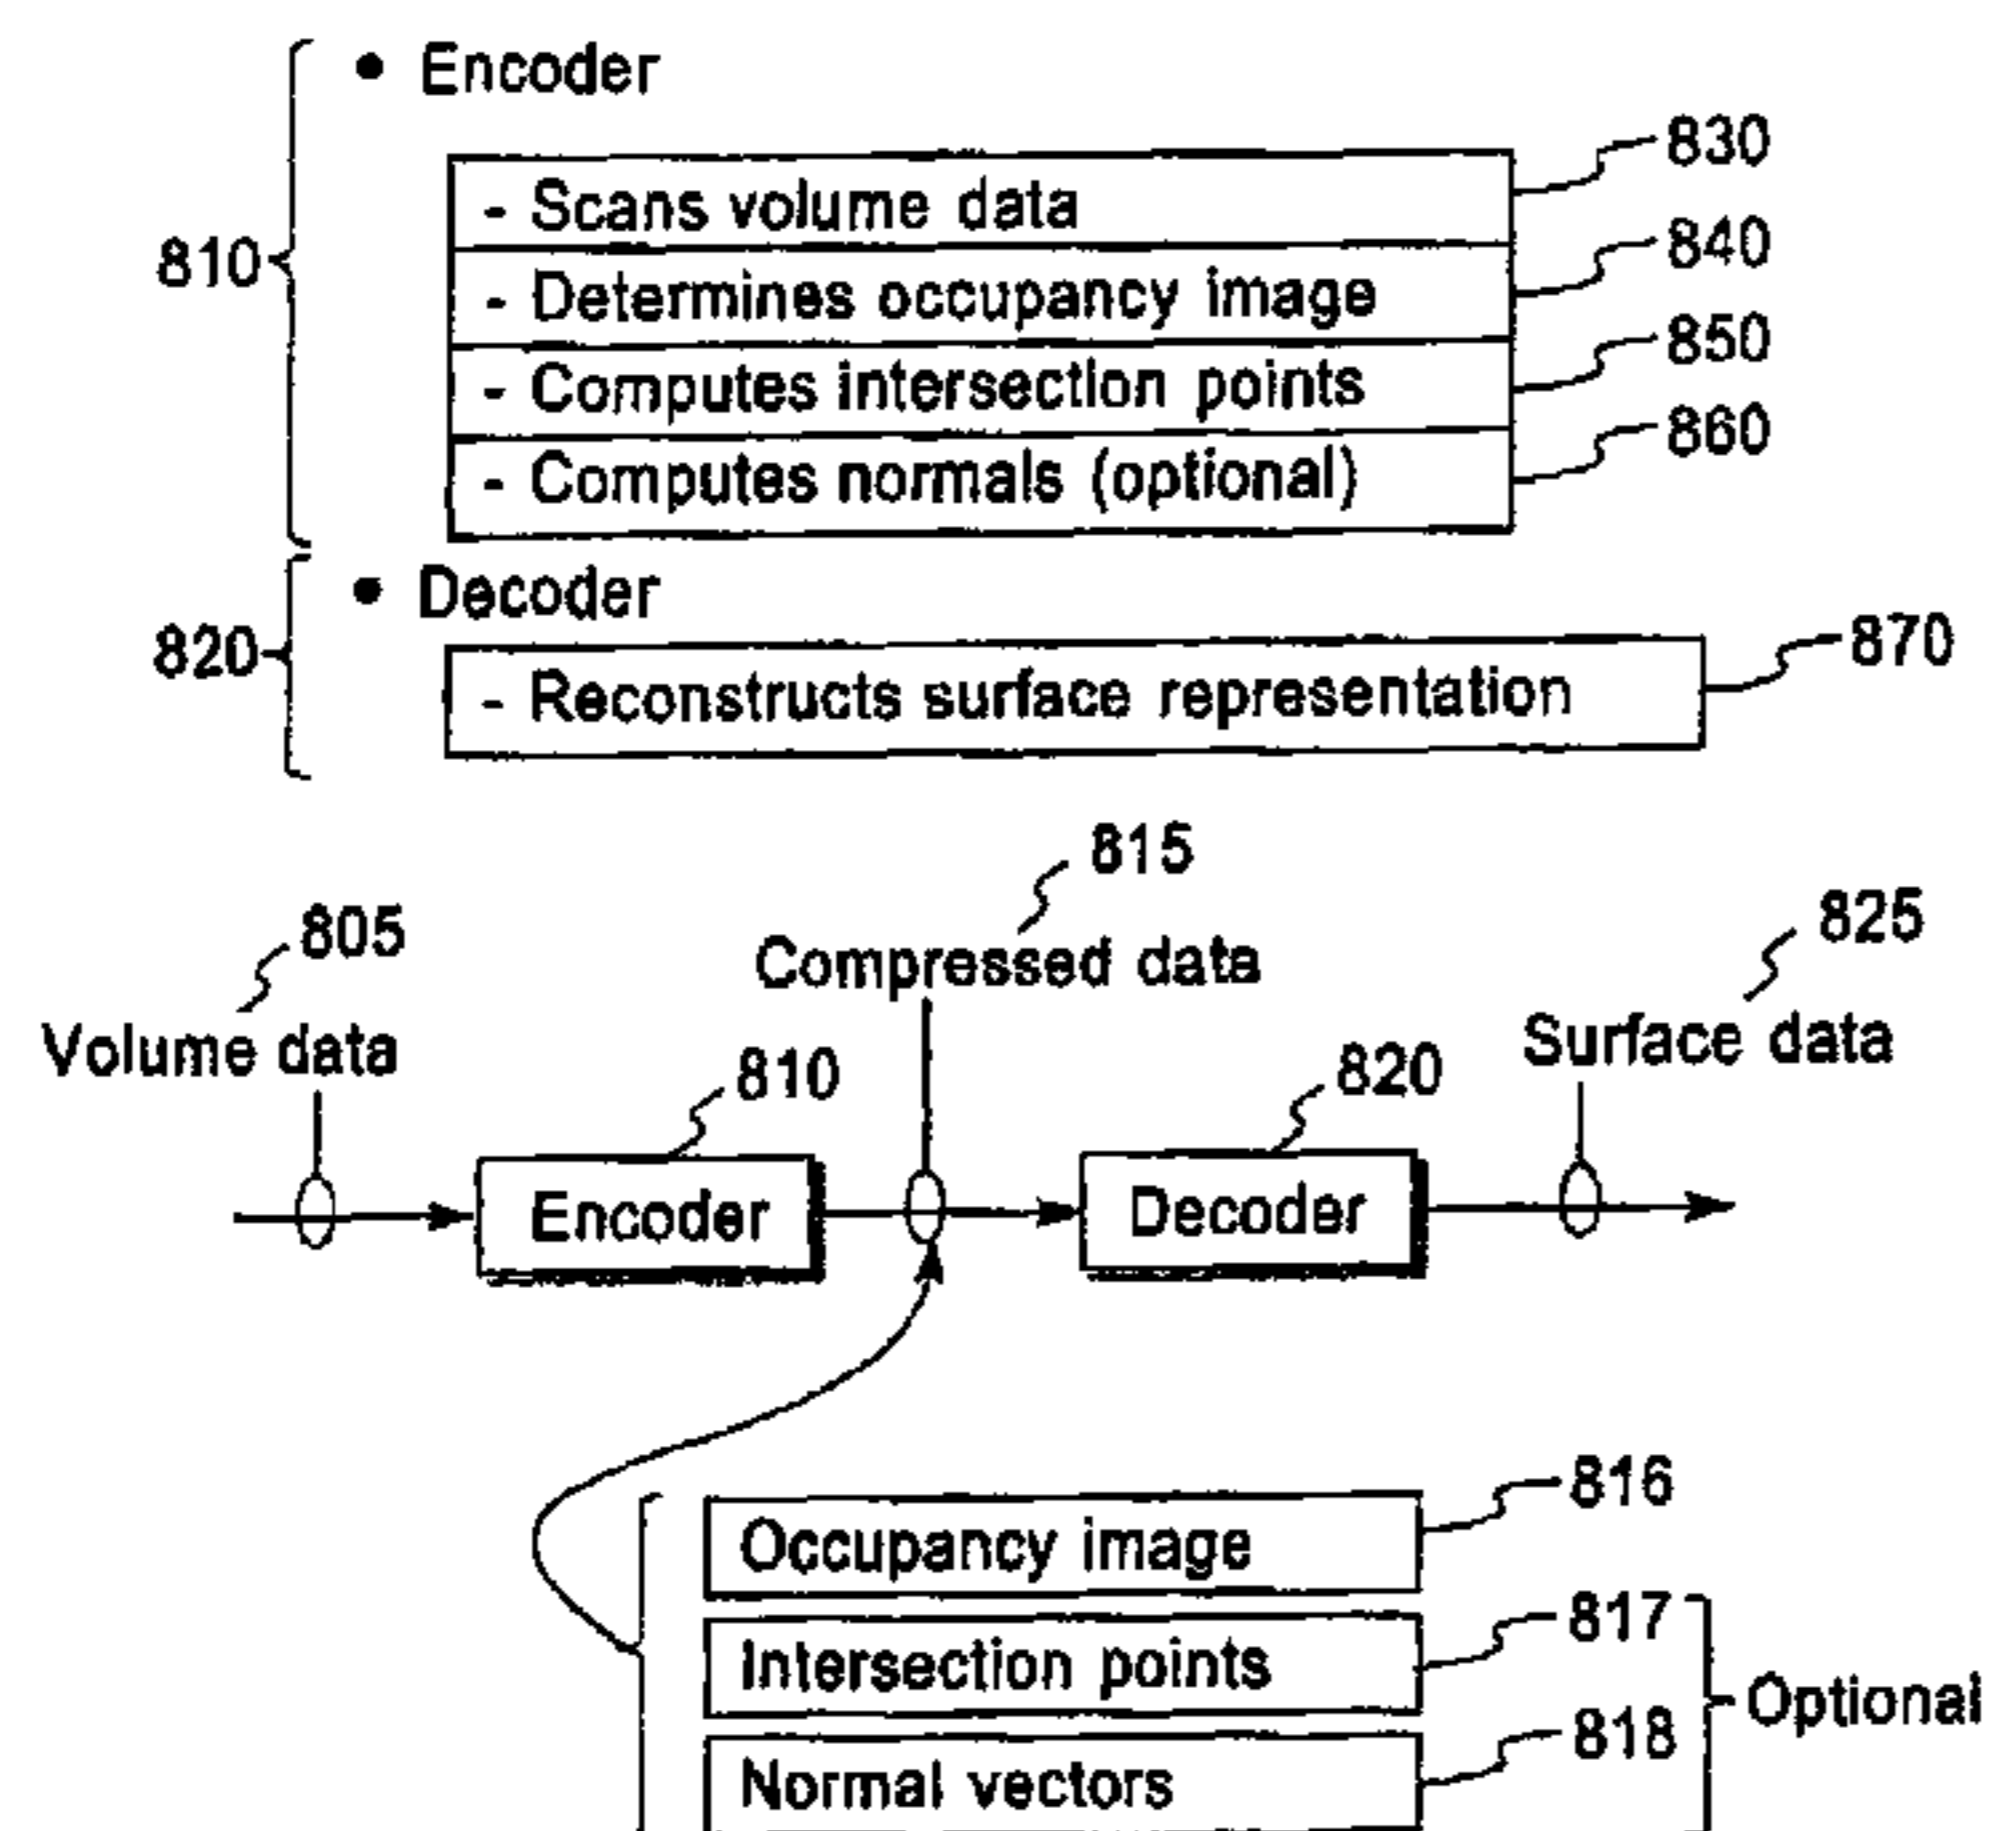 • Encoder
- Scans volume data
830
- Determines occupancy image
840
810
- Computes intersection points
850
- Computes normals (optional)
860
• Decoder
820
- Reconstructs surface representation
870
815
805
Compressed data
825
Volume data
810
820
Surface data
Encoder
Decoder
Occupancy image
816
Intersection points
817
Optional
Normal vectors
818